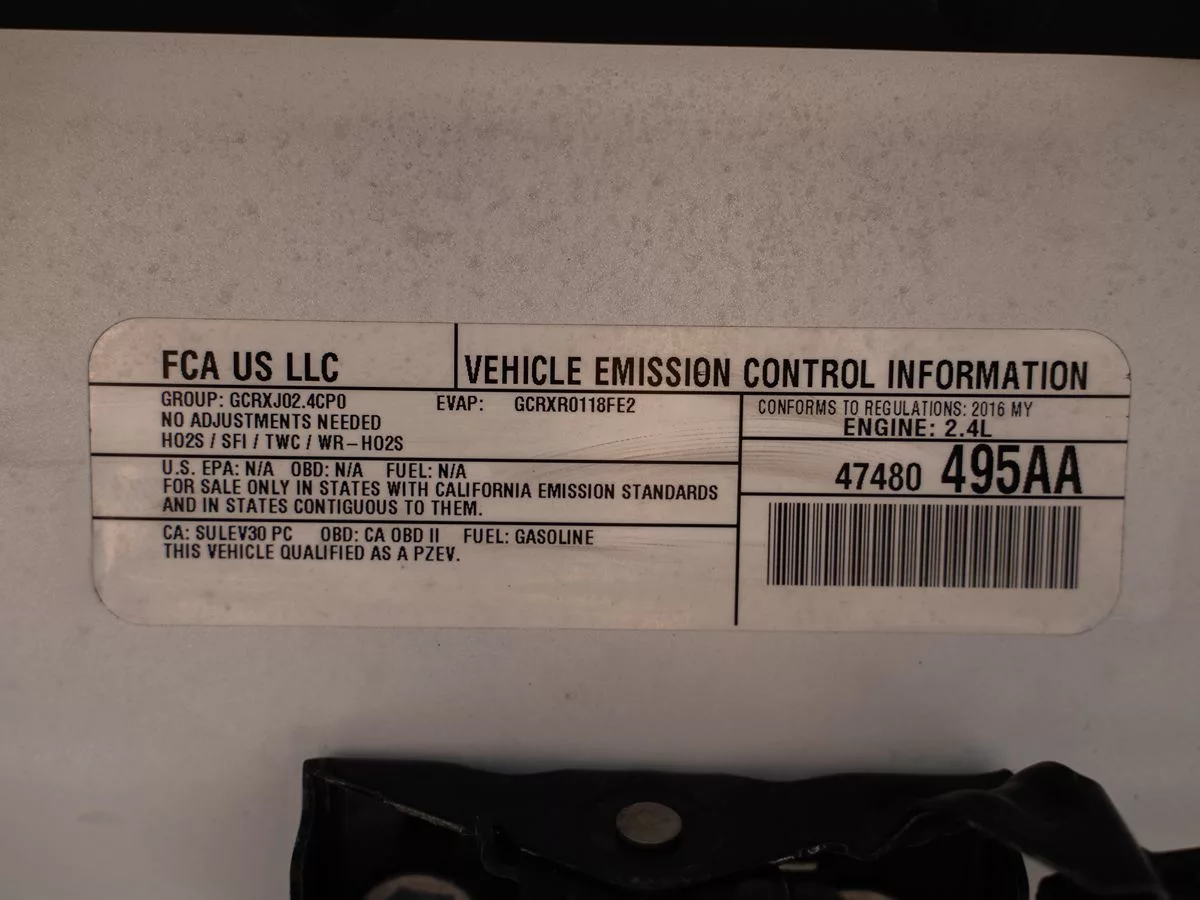 FCA US LLC
VEHICLE EMISSION CONTROL INFORMATION
GROUP: GCRXJ02.4CP0 EVAP: GCRXR0118FE2
NO ADJUSTMENTS NEEDED
HO2S / SFI / TWC / WR-HO2S
U.S. EPA: N/A OBD: N/A FUEL: N/A
FOR SALE ONLY IN STATES WITH CALIFORNIA EMISSION STANDARDS
AND IN STATES CONTIGUOUS TO THEM.
CA: SULEV30 PC OBD: CA OBD II FUEL: GASOLINE
THIS VEHICLE QUALIFIED AS A PZEV.
CONFORMS TO REGULATIONS: 2016 MY
ENGINE: 2.4L
47480 495AA